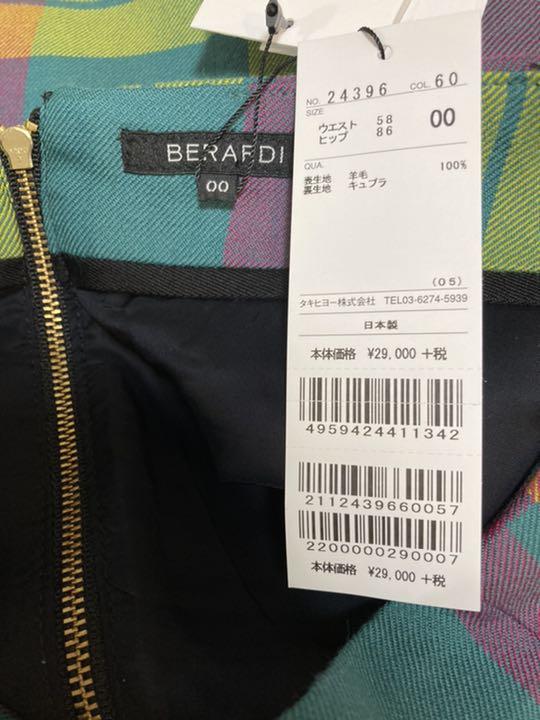 BERARDI
00
NO. 24396 COL. 60
SIZE
ウエスト 58
ヒップ 86
00
QUA.
表生地 羊毛 100%
裏生地 キュプラ
(05)
タキヒヨー株式会社 TEL03-6274-5939
日本製
本体価格 ¥29,000 +税
4959424411342
2112439660057
2200000290007
本体価格 ¥29,000 +税